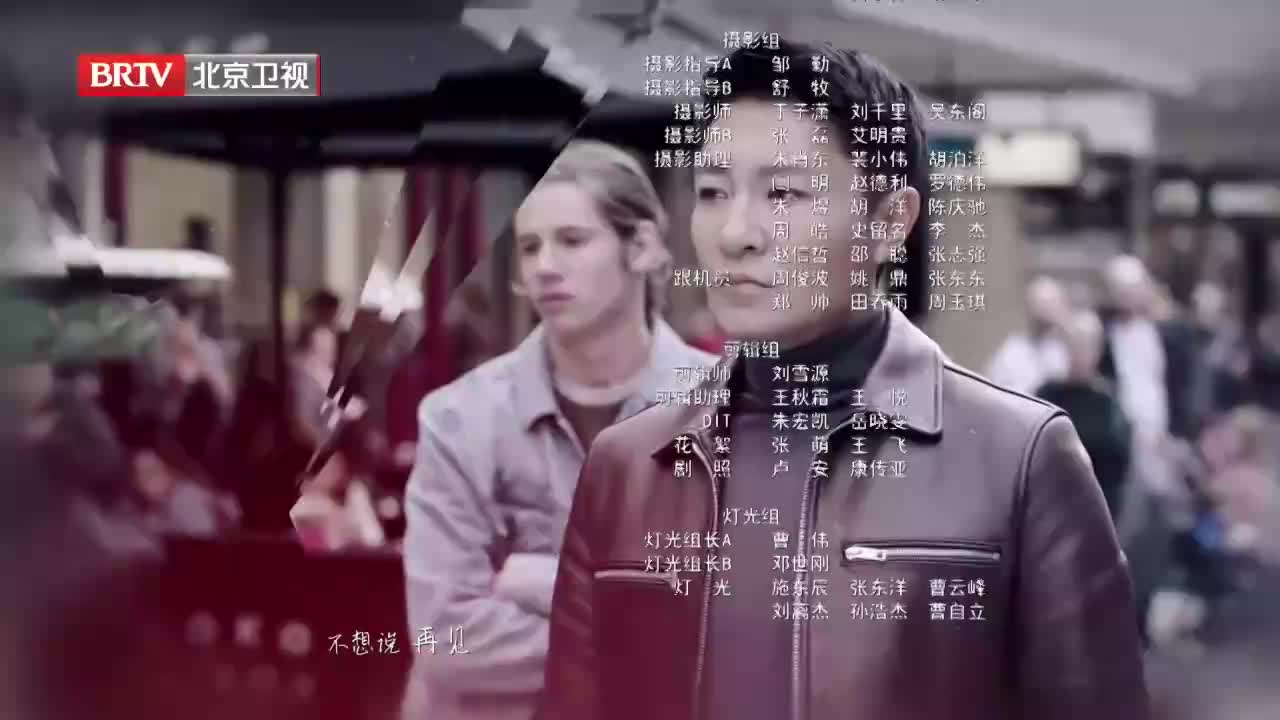 BRTV 北京卫视
摄影组
摄影指导A 邹 勤
摄影指导B 舒 牧
摄影师 丁子潇 刘千里 吴东阁
摄影师B 张 磊 艾明贵
摄影助理 朱肖东 裴小伟 胡泊洋
闫 明 赵德利 罗德伟
朱 煜 胡 洋 陈庆驰
周 皓 史留名 李 杰
赵信哲 邵 聪 张志强
跟机员 周俊波 姚 鼎 张东东
郑 帅 田春雨 周玉琪
剪辑组
剪辑师 刘雪源
剪辑助理 王秋霜 王 悦
DIT 朱宏凯 岳晓雯
花 絮 张 萌 王 飞
剧 照 卢 安 康传亚
灯光组
灯光组长A 曹 伟
灯光组长B 邓世刚
灯 光 施东辰 张东洋 曹云峰
刘高杰 孙浩杰 曹自立
不想说 再见